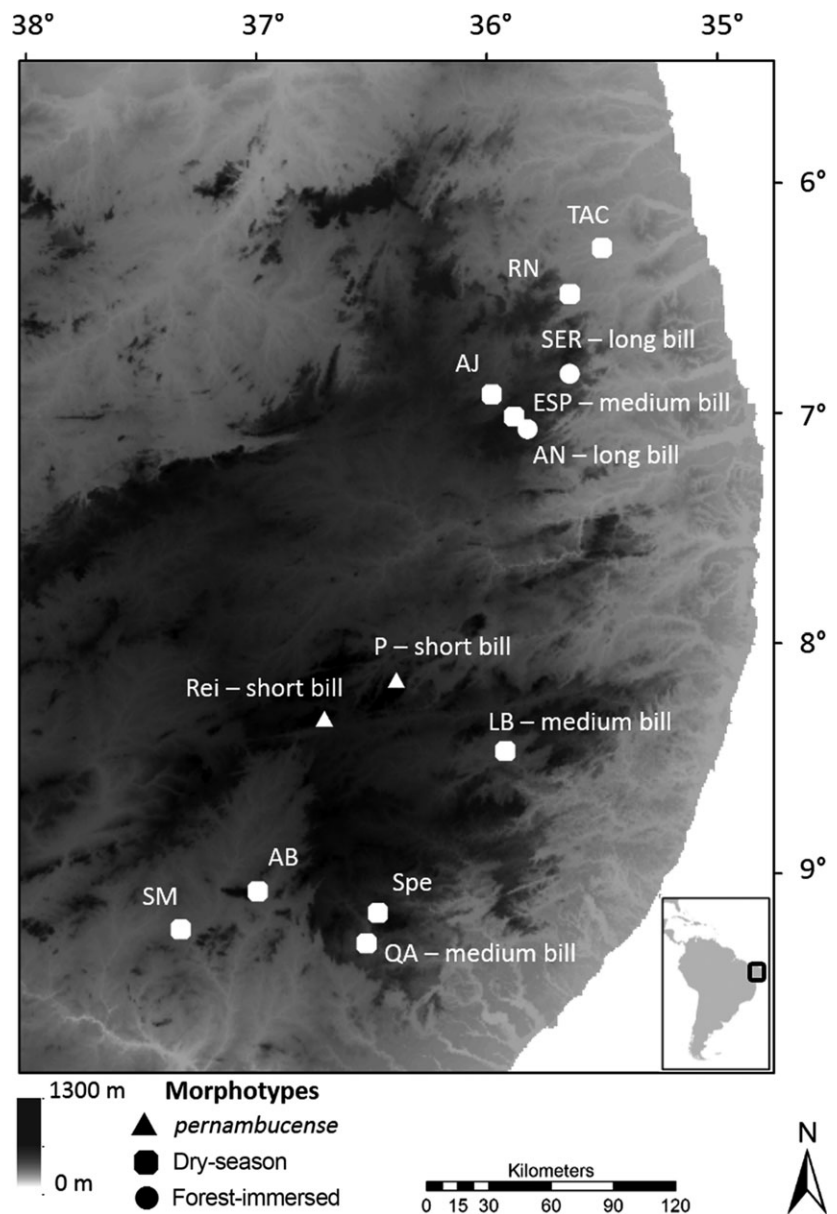 38° 37° 36° 35°
6°
TAC
RN
SER – long bill
AJ
ESP – medium bill
7°
AN – long bill
8°
P – short bill
Rei – short bill
LB – medium bill
9°
AB
Spe
SM
QA – medium bill
1300 m
0 m
Morphotypes
pernambucense
Dry-season
Forest-immersed
Kilometers
0 15 30 60 90 120
N